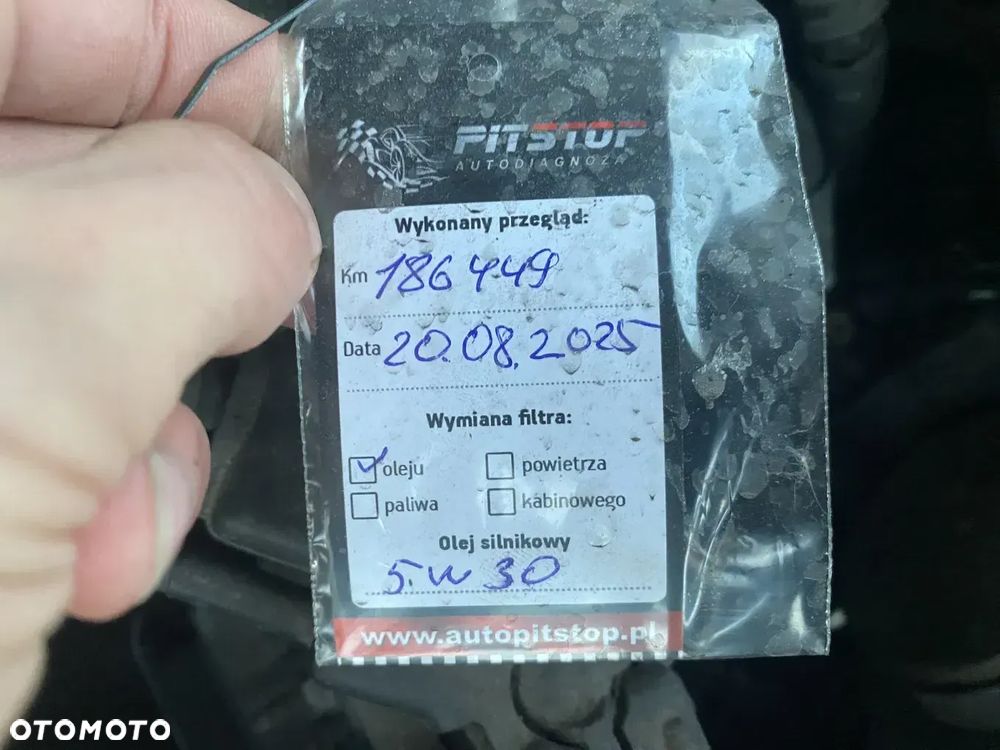 PITSTOP
AUTODIAGNOZA
Wykonany przegląd:
Km 186 449
Data 20.08.2025
Wymiana filtra:
oleju powietrza
paliwa kabinowego
Olej silnikowy
5W30
www.autopitstop.pl
OTOMOTO